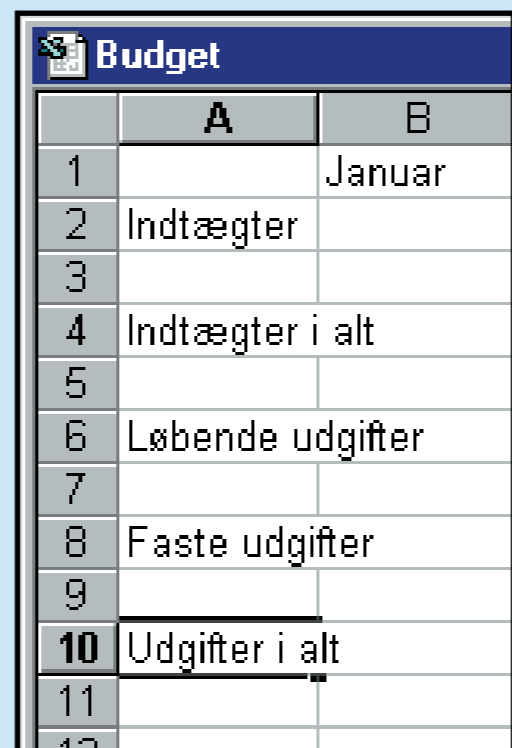 Budget
A B
1 Januar
2 Indtægter
3
4 Indtægter i alt
5
6 Løbende udgifter
7
8 Faste udgifter
9
10 Udgifter i alt
11
12